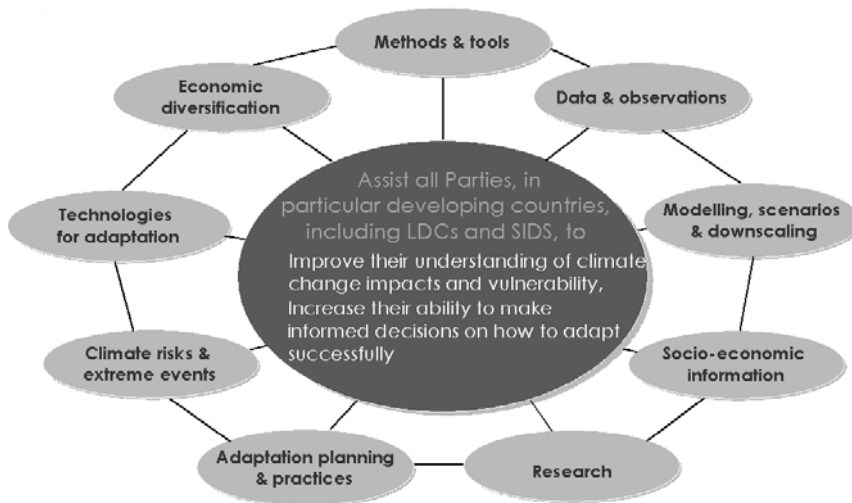 Methods & tools
Economic
diversification
Data & observations
Assist all Parties, in
particular developing countries,
including LDCs and SIDS, to
Improve their understanding of climate
change impacts and vulnerability,
Increase their ability to make
informed decisions on how to adapt
successfully
Technologies
for adaptation
Modelling, scenarios
& downscaling
Climate risks &
extreme events
Socio-economic
information
Adaptation planning
& practices
Research